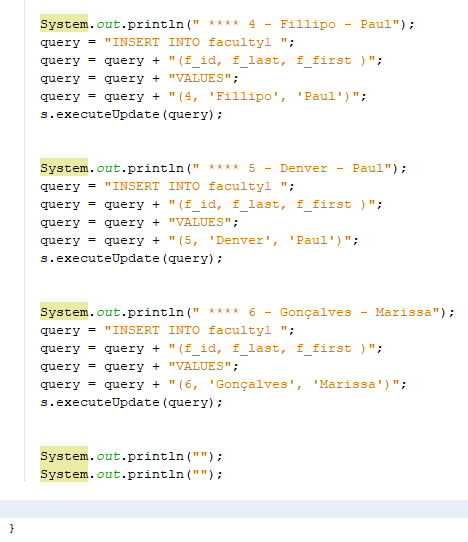 System.out.println(" **** 4 - Fillipo - Paul");
query = "INSERT INTO faculty1 ";
query = query + "(f_id, f_last, f_first )";
query = query + "VALUES";
query = query + "(4, 'Fillipo', 'Paul')";
s.executeUpdate(query);
System.out.println(" **** 5 - Denver - Paul");
query = "INSERT INTO faculty1 ";
query = query + "(f_id, f_last, f_first )";
query = query + "VALUES";
query = query + "(5, 'Denver', 'Paul')";
s.executeUpdate(query);
System.out.println(" **** 6 - Gonçalves - Marissa");
query = "INSERT INTO faculty1 ";
query = query + "(f_id, f_last, f_first )";
query = query + "VALUES";
query = query + "(6, 'Gonçalves', 'Marissa')";
s.executeUpdate(query);
System.out.println("");
System.out.println("");
}